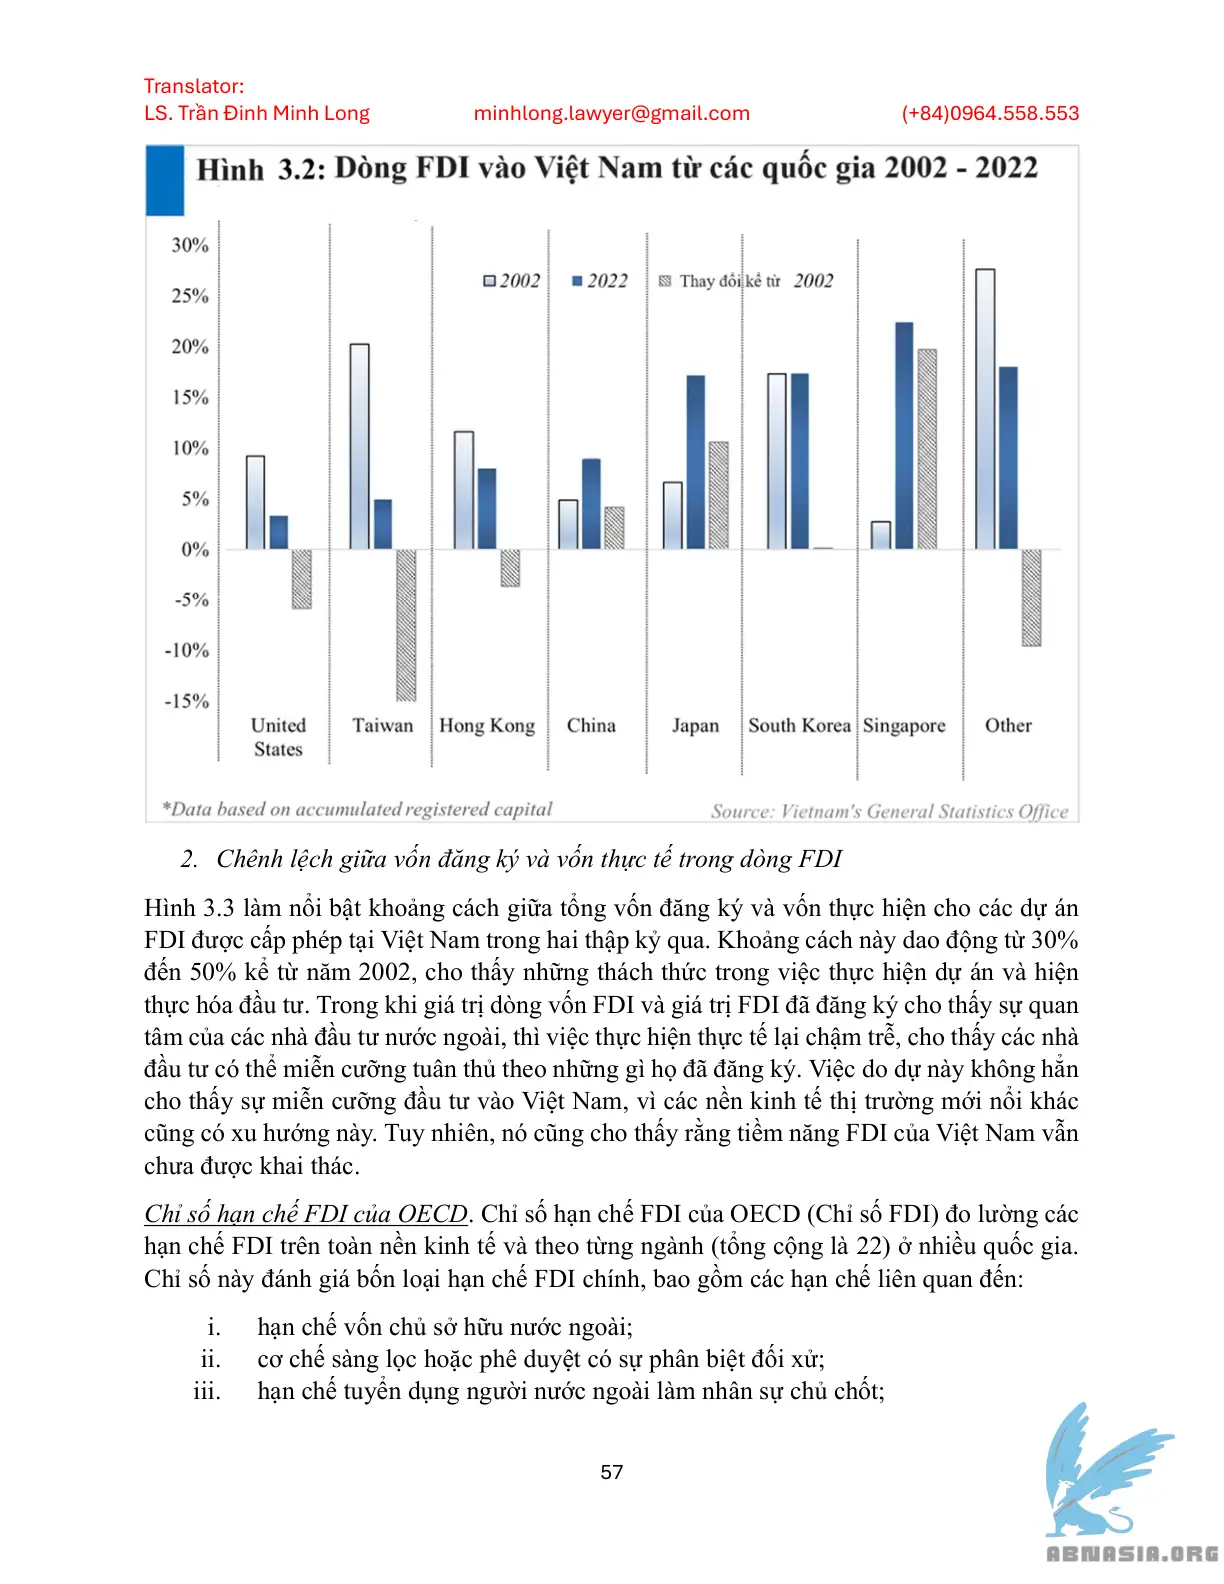 Translator:
LS. Trần Đinh Minh Long minhlong.lawyer@gmail.com (+84)0964.558.553
Hình 3.2: Dòng FDI vào Việt Nam từ các quốc gia 2002 - 2022
30%
25%
20%
15%
10%
5%
0%
-5%
-10%
-15%
2002 2022 Thay đổi kể từ 2002
United States
Taiwan
Hong Kong
China
Japan
South Korea
Singapore
Other
*Data based on accumulated registered capital
Source: Vietnam's General Statistics Office
2. Chênh lệch giữa vốn đăng ký và vốn thực tế trong dòng FDI
Hình 3.3 làm nổi bật khoảng cách giữa tổng vốn đăng ký và vốn thực hiện cho các dự án
FDI được cấp phép tại Việt Nam trong hai thập kỷ qua. Khoảng cách này dao động từ 30%
đến 50% kể từ năm 2002, cho thấy những thách thức trong việc thực hiện dự án và hiện
thực hóa đầu tư. Trong khi giá trị dòng vốn FDI và giá trị FDI đã đăng ký cho thấy sự quan
tâm của các nhà đầu tư nước ngoài, thì việc thực hiện thực tế lại chậm trễ, cho thấy các nhà
đầu tư có thể miễn cưỡng tuân thủ theo những gì họ đã đăng ký. Việc do dự này không hẳn
cho thấy sự miễn cưỡng đầu tư vào Việt Nam, vì các nền kinh tế thị trường mới nổi khác
cũng có xu hướng này. Tuy nhiên, nó cũng cho thấy rằng tiềm năng FDI của Việt Nam vẫn
chưa được khai thác.
Chỉ số hạn chế FDI của OECD. Chỉ số hạn chế FDI của OECD (Chỉ số FDI) đo lường các
hạn chế FDI trên toàn nền kinh tế và theo từng ngành (tổng cộng là 22) ở nhiều quốc gia.
Chỉ số này đánh giá bốn loại hạn chế FDI chính, bao gồm các hạn chế liên quan đến:
i. hạn chế vốn chủ sở hữu nước ngoài;
ii. cơ chế sàng lọc hoặc phê duyệt có sự phân biệt đối xử;
iii. hạn chế tuyển dụng người nước ngoài làm nhân sự chủ chốt;
57
ABNASIA.ORG